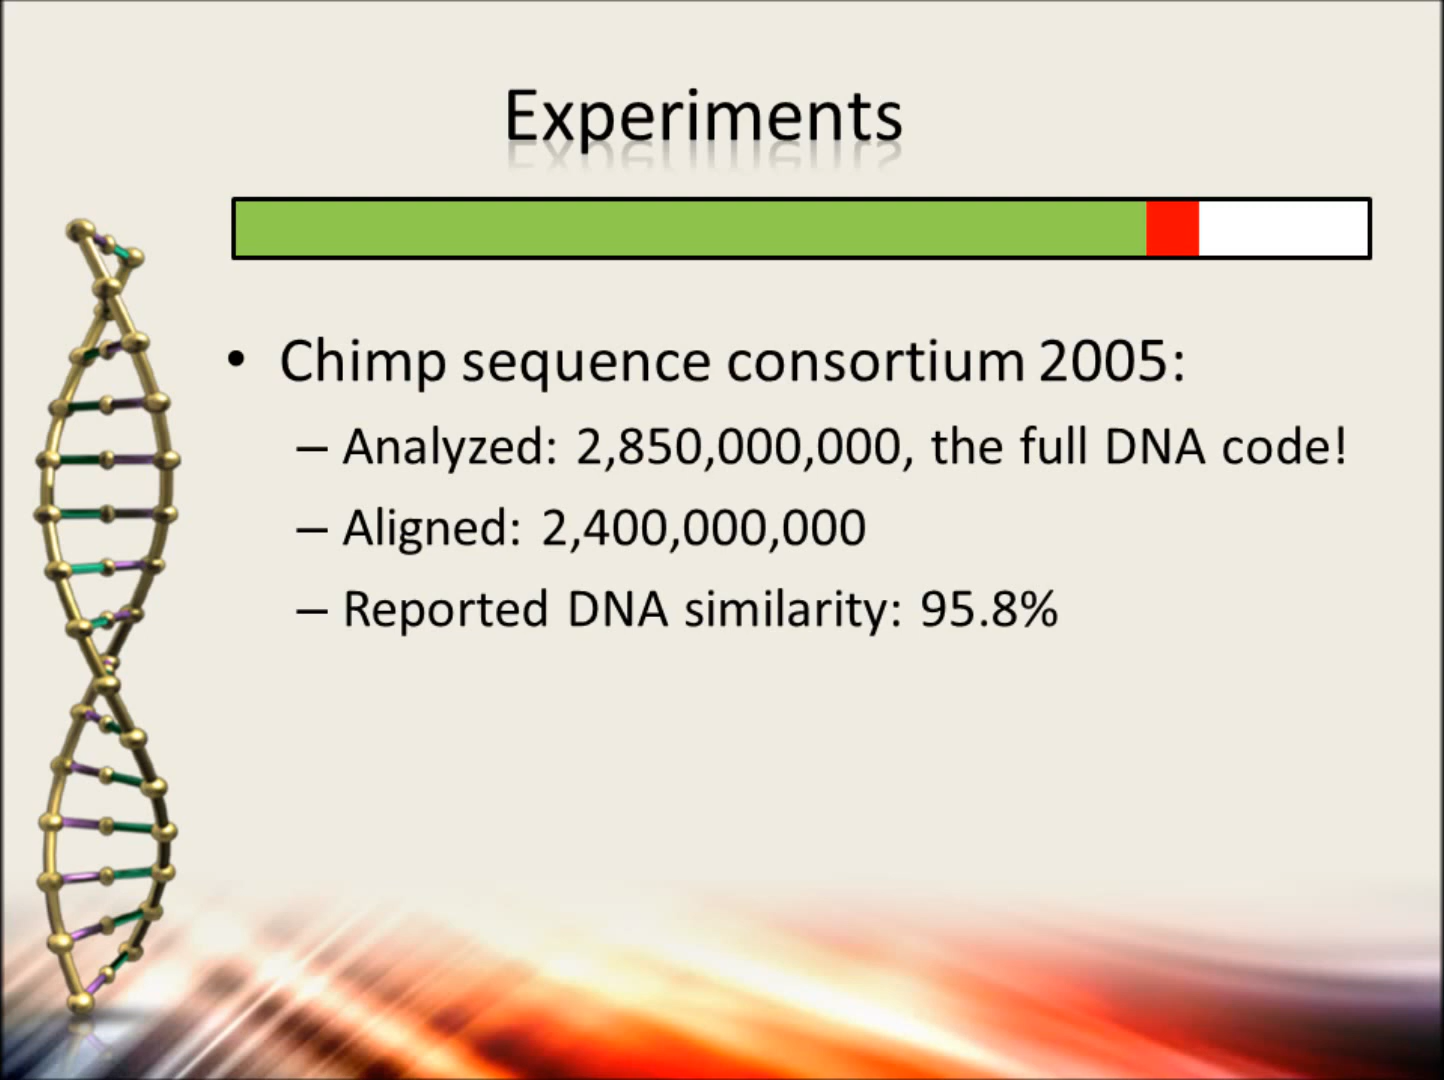 Experiments
• Chimp sequence consortium 2005:
– Analyzed: 2,850,000,000, the full DNA code!
– Aligned: 2,400,000,000
– Reported DNA similarity: 95.8%